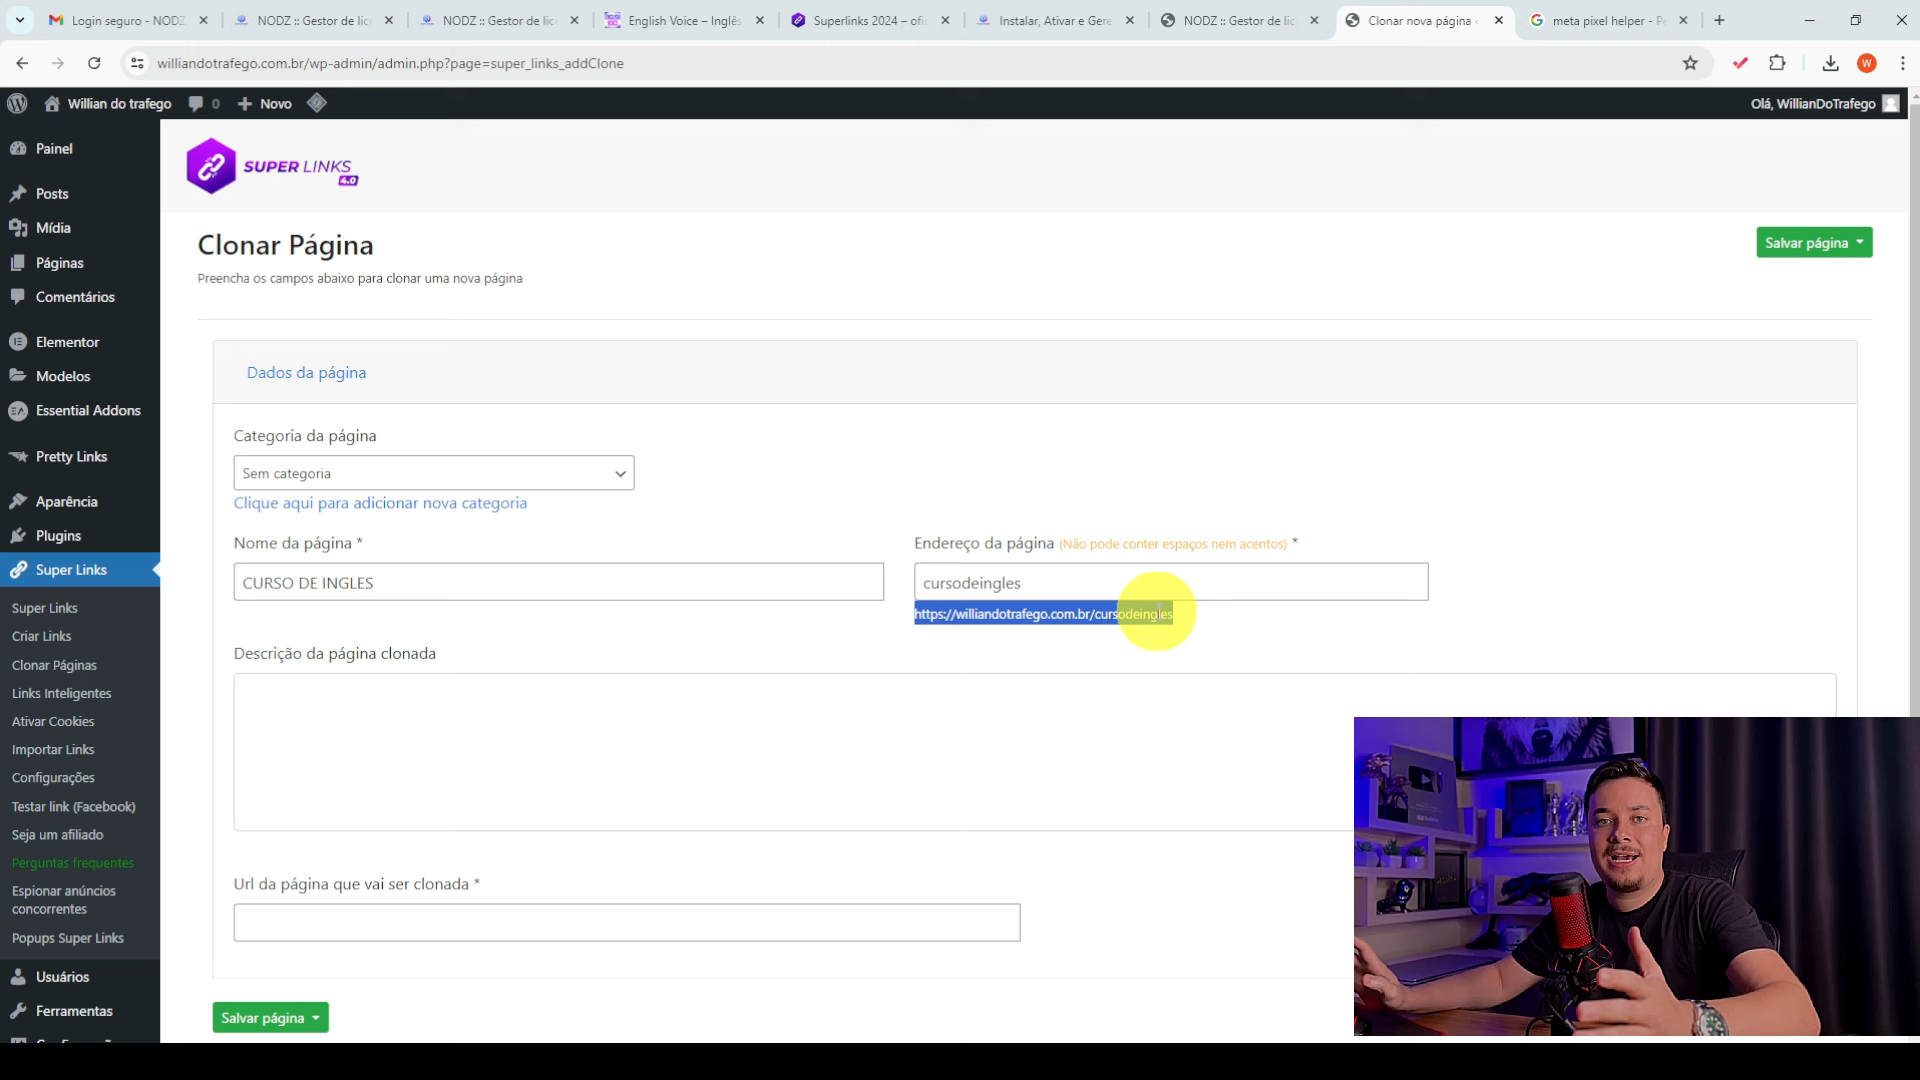 Login seguro - NODZ
NODZ :: Gestor de lic
NODZ :: Gestor de lic
English Voice – Inglês
Superlinks 2024 – ofic
Instalar, Ativar e Gere
NODZ :: Gestor de lic
Clonar nova página ‹
meta pixel helper - Pe
williandotrafego.com.br/wp-admin/admin.php?page=super_links_addClone
W
Willian do trafego
0
Novo
Olá, WillianDoTrafego
Painel
Posts
Mídia
Páginas
Comentários
Elementor
Modelos
Essential Addons
Pretty Links
Aparência
Plugins
Super Links
Super Links
Criar Links
Clonar Páginas
Links Inteligentes
Ativar Cookies
Importar Links
Configurações
Testar link (Facebook)
Seja um afiliado
Perguntas frequentes
Espionar anúncios
concorrentes
Popups Super Links
Usuários
Ferramentas
SUPER LINKS
4.0
Clonar Página
Salvar página
Preencha os campos abaixo para clonar uma nova página
Dados da página
Categoria da página
Sem categoria
Clique aqui para adicionar nova categoria
Nome da página *
Endereço da página (Não pode conter espaços nem acentos) *
CURSO DE INGLES
cursodeingles
https://williandotrafego.com.br/cursodeingles
Descrição da página clonada
Url da página que vai ser clonada *
Salvar página